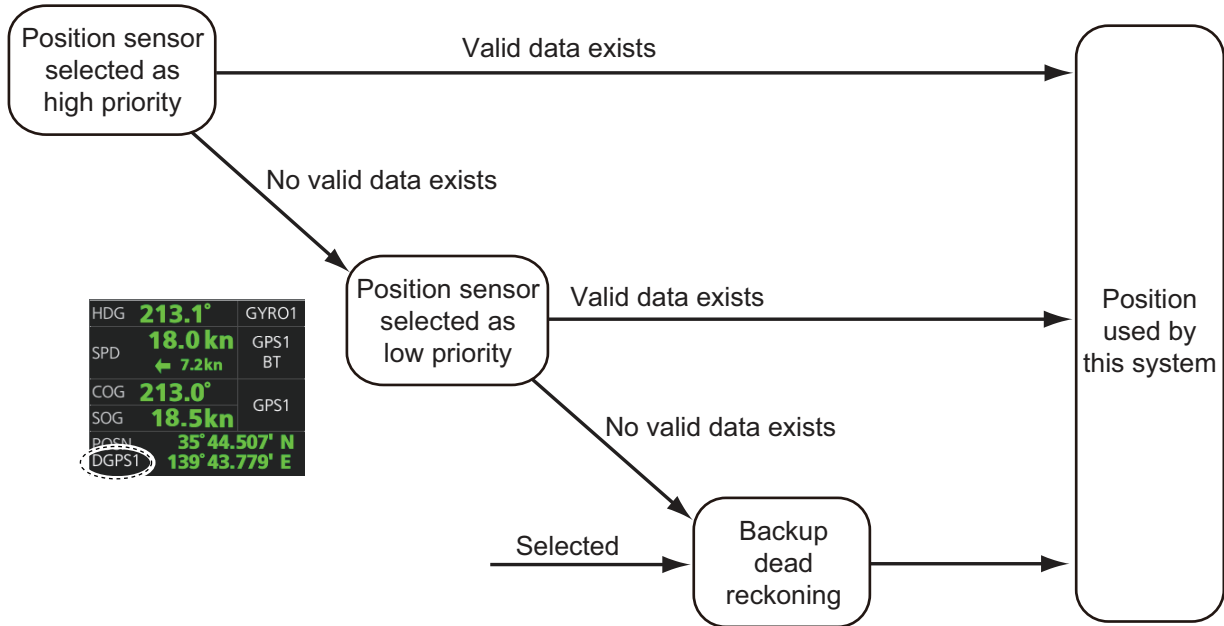 Position sensor
selected as
high priority
Valid data exists
No valid data exists
Position sensor
selected as
low priority
Valid data exists
No valid data exists
Selected
Backup
dead
reckoning
Position
used by
this system
HDG 213.1° GYRO1
SPD 18.0 kn GPS1
7.2kn BT
COG 213.0° GPS1
SOG 18.5kn
POSN 35°44.507' N
DGPS1 139°43.779' E